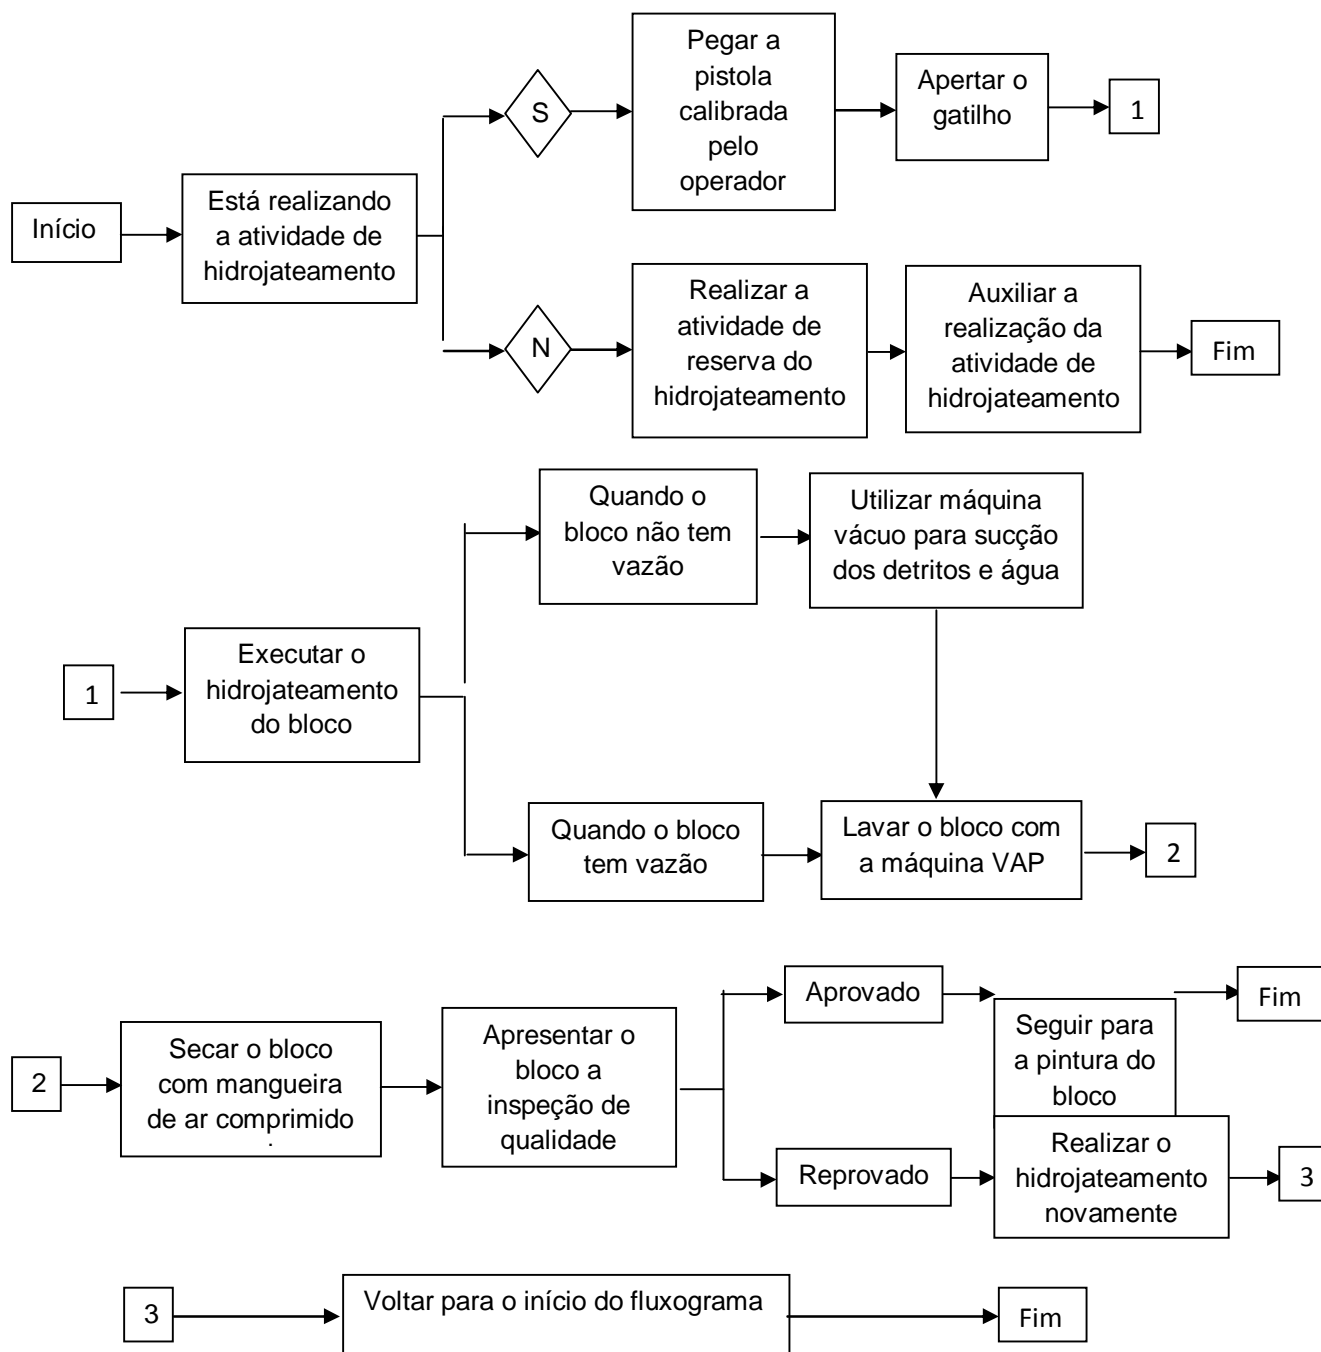 Pegar a
pistola
calibrada
pelo
operador
Apertar o
gatilho
1
S
Início
Está realizando
a atividade de
hidrojateamento
N
Realizar a
atividade de
reserva do
hidrojateamento
Auxiliar a
realização da
atividade de
hidrojateamento
Fim
Quando o
bloco não tem
vazão
Utilizar máquina
vácuo para sucção
dos detritos e água
1
Executar o
hidrojateamento
do bloco
Quando o bloco
tem vazão
Lavar o bloco com
a máquina VAP
2
2
Secar o bloco
com mangueira
de ar comprimido
Apresentar o
bloco a
inspeção de
qualidade
Aprovado
Seguir para
a pintura do
bloco
Fim
Reprovado
Realizar o
hidrojateamento
novamente
3
3
Voltar para o início do fluxograma
Fim